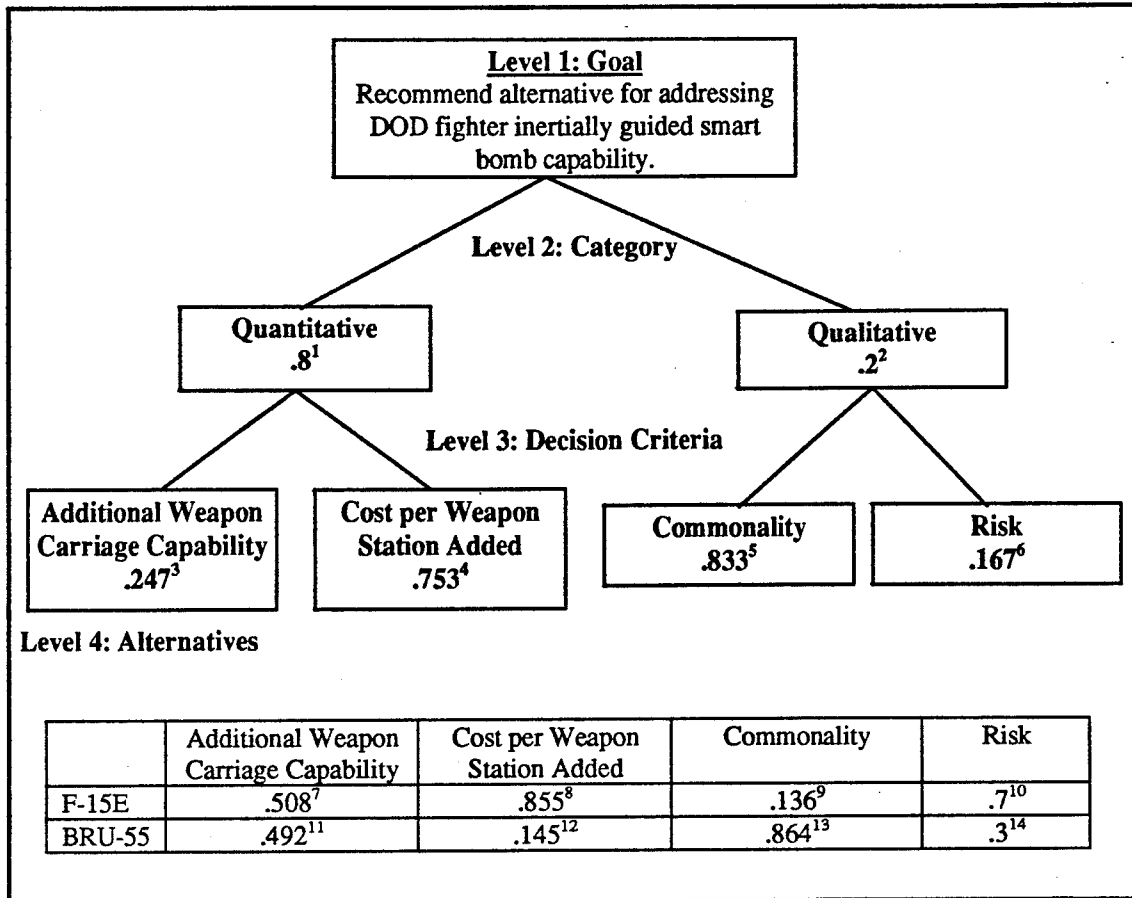 Level 1: Goal
Recommend alternative for addressing
DOD fighter inertially guided smart
bomb capability.
Level 2: Category
Quantitative
.8¹
Qualitative
.2²
Level 3: Decision Criteria
Additional Weapon
Carriage Capability
.247³
Cost per Weapon
Station Added
.753⁴
Commonality
.833⁵
Risk
.167⁶
Level 4: Alternatives
Additional Weapon
Carriage Capability
Cost per Weapon
Station Added
Commonality
Risk
F-15E .508⁷ .855⁸ .136⁹ .7¹⁰
BRU-55 .492¹¹ .145¹² .864¹³ .3¹⁴